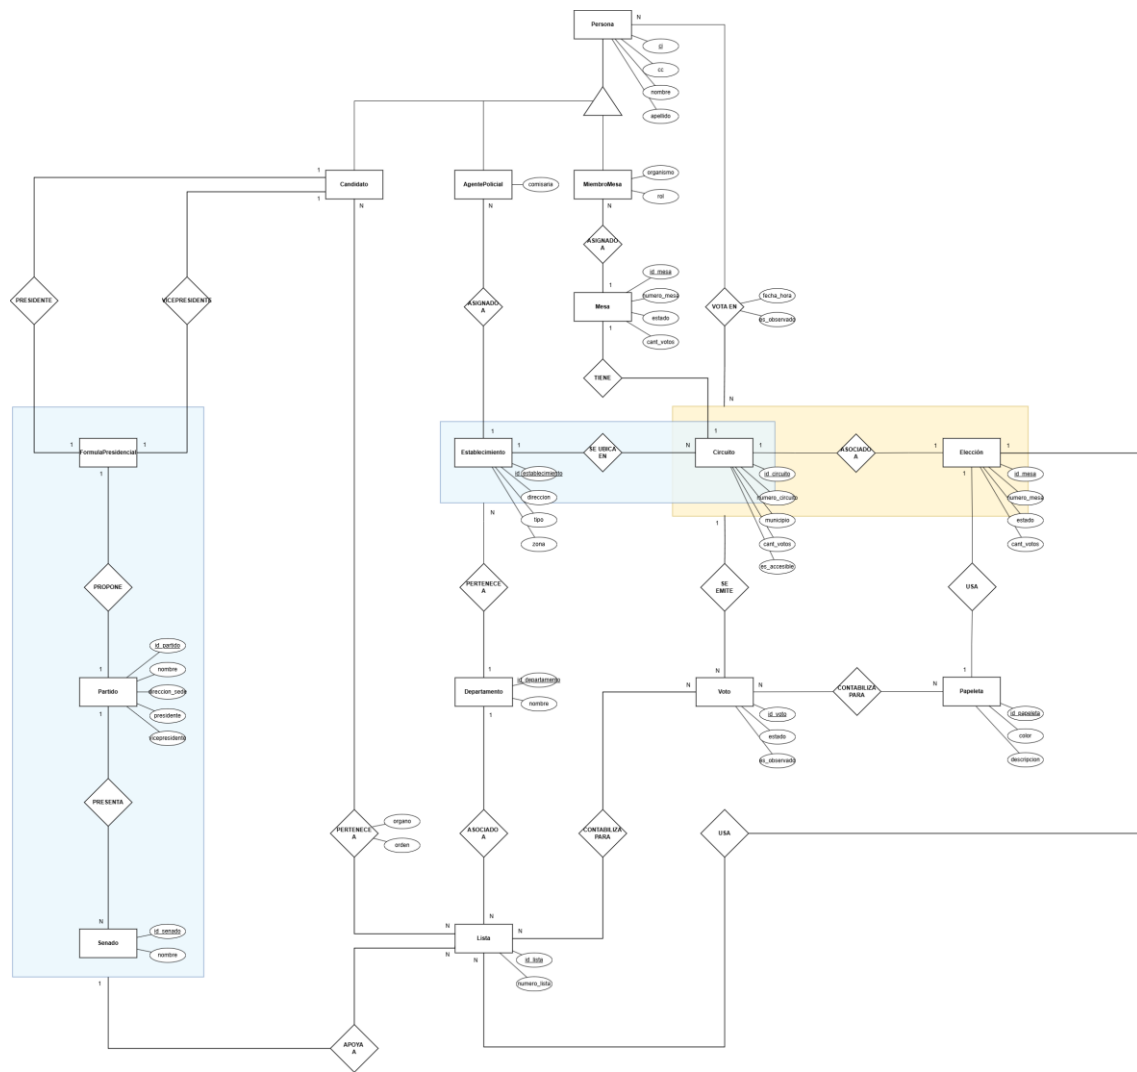 Persona
N
ci
cc
nombre
apellido
1
Candidato
1
N
AgentePolicial
comisaria
N
MiembroMesa
organismo
rol
N
PRESIDENTE
VICEPRESIDENTE
ASIGNADO
A
ASIGNADO
A
id_mesa
numero_mesa
estado
cant_votos
1
Mesa
1
VOTA EN
fecha_hora
es_observado
TIENE
N
1
FormulaPresidencial
1
1
1
Establecimiento
1
id_establecimiento
direccion
tipo
zona
SE UBICA
EN
N
1
Circuito
1
id_circuito
numero_circuito
municipio
cant_votos
es_accesible
ASOCIADO
A
1
Elección
1
id_mesa
numero_mesa
estado
cant_votos
1
N
1
PROPONE
PERTENECE
A
SE
EMITE
USA
1
Partido
1
id_partido
nombre
direccion_sede
presidente
vicepresidente
1
Departamento
1
id_departamento
nombre
N
N
Voto
N
id_voto
estado
es_observado
CONTABILIZA
PARA
1
N
Papeleta
id_papeleta
color
descripcion
PRESENTA
PERTENECE
A
organo
orden
ASOCIADO
A
CONTABILIZA
PARA
USA
N
Senado
id_senado
nombre
1
N
N
N
Lista
N
N
id_lista
numero_lista
APOYA
A